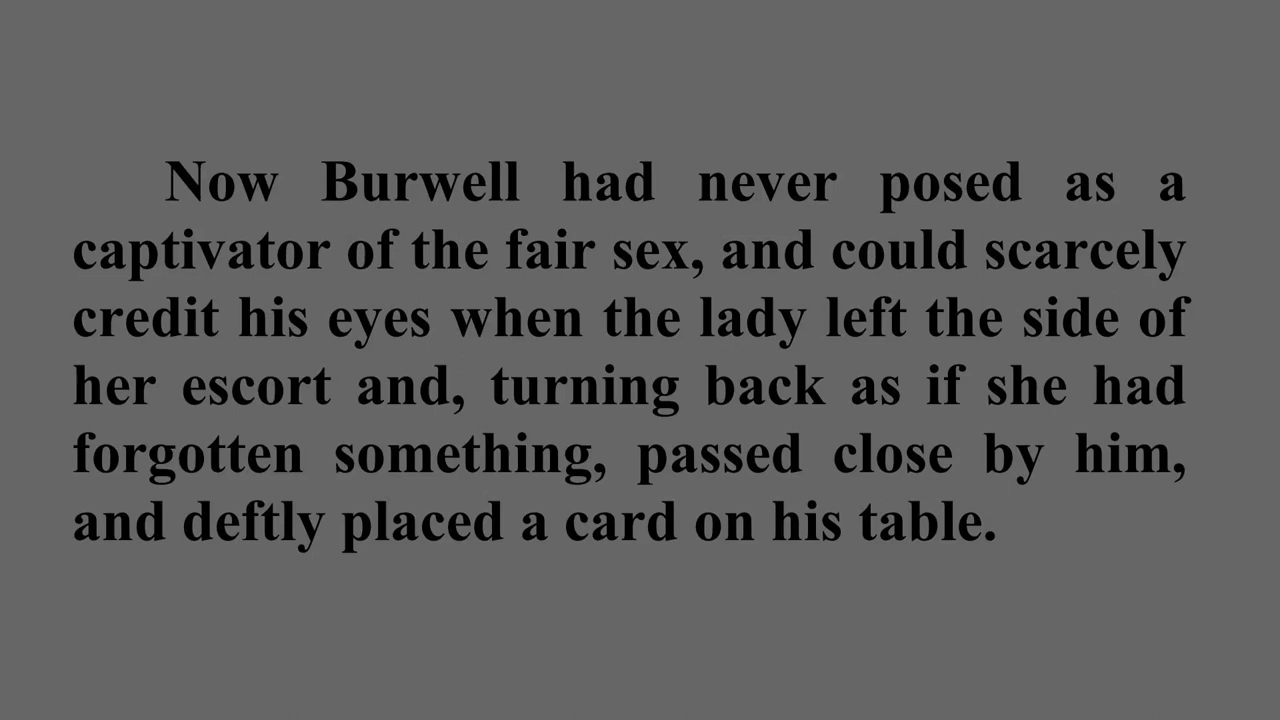 Now Burwell had never posed as a
captivator of the fair sex, and could scarcely
credit his eyes when the lady left the side of
her escort and, turning back as if she had
forgotten something, passed close by him,
and deftly placed a card on his table.